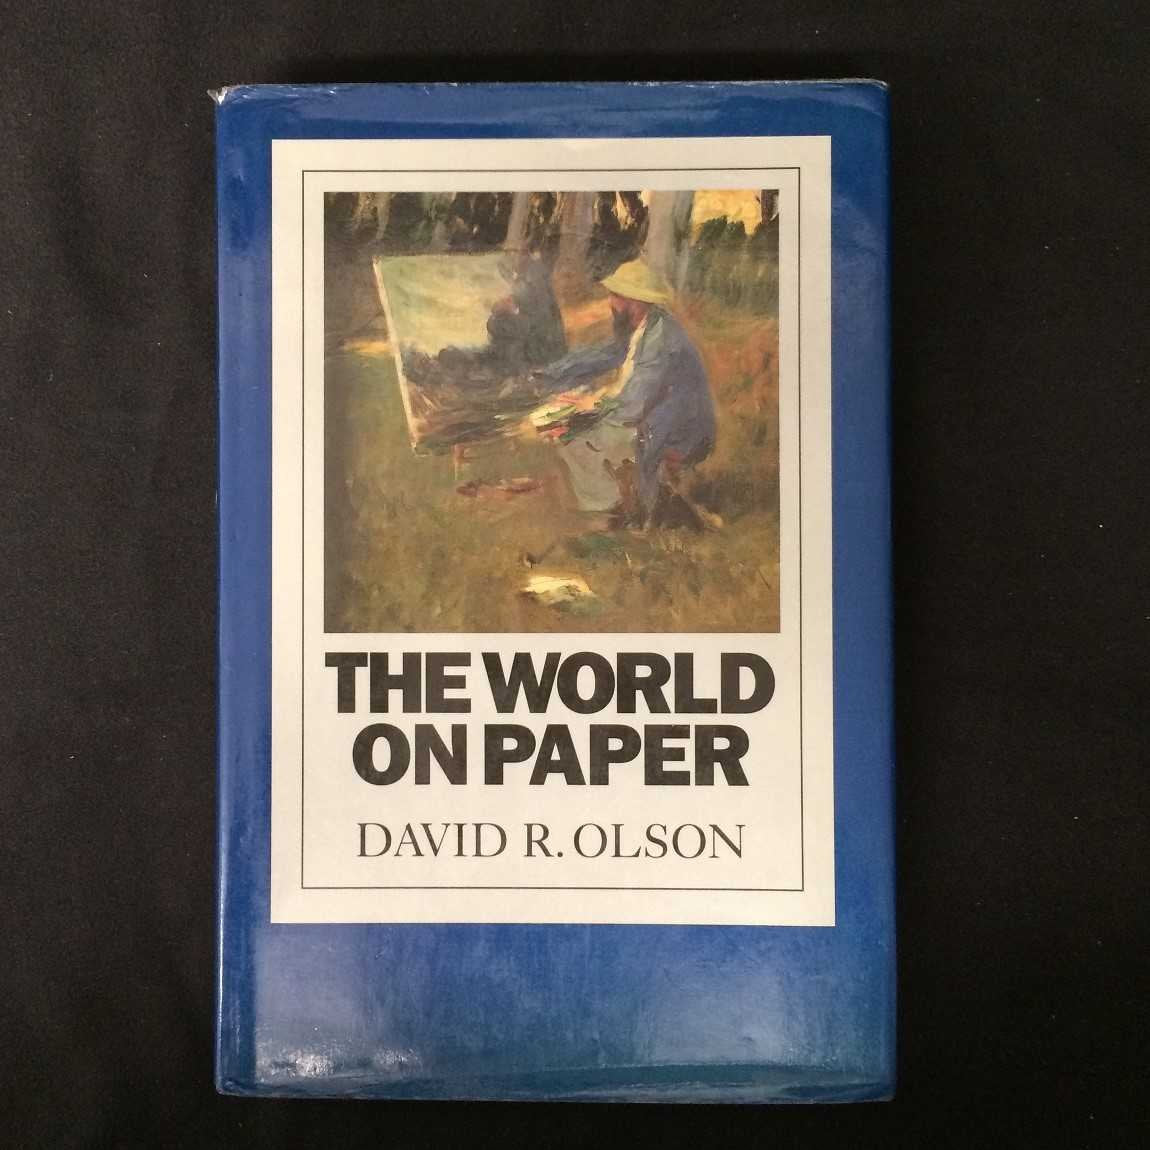 THE WORLD
ON PAPER
DAVID R. OLSON